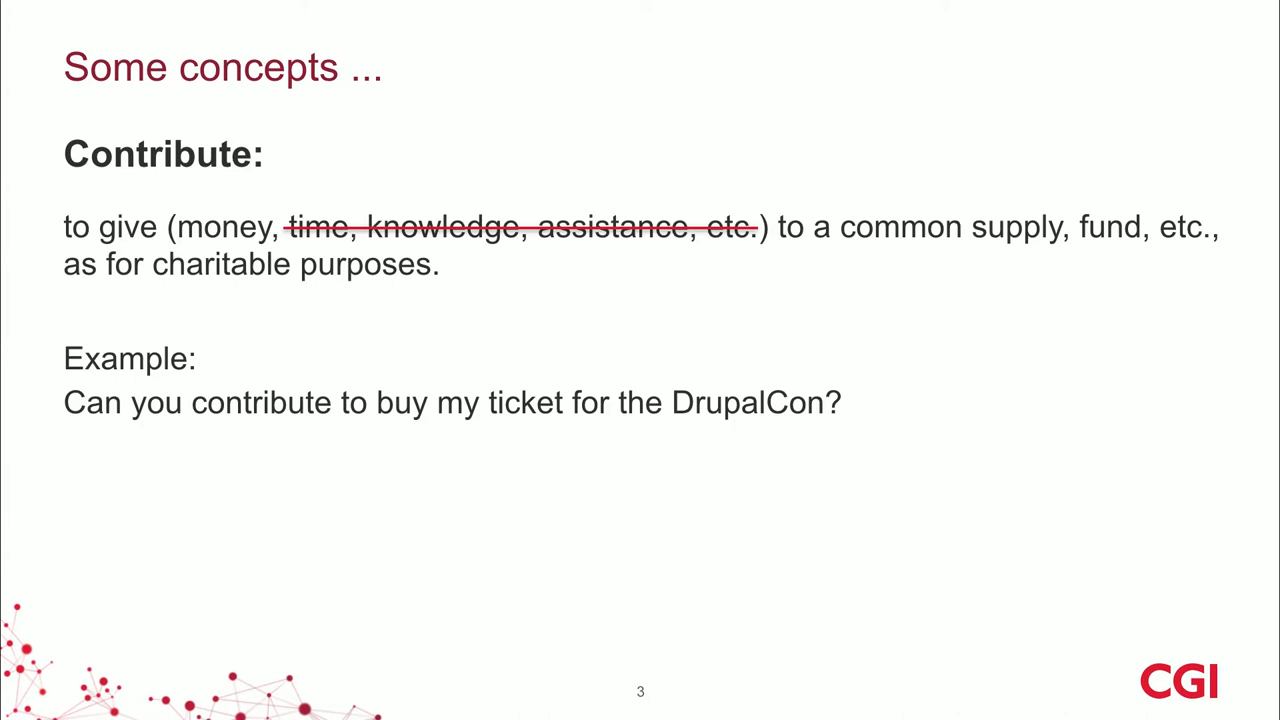 Some concepts ...
Contribute:
to give (money, time, knowledge, assistance, etc.) to a common supply, fund, etc.,
as for charitable purposes.
Example:
Can you contribute to buy my ticket for the DrupalCon?
3
CGI